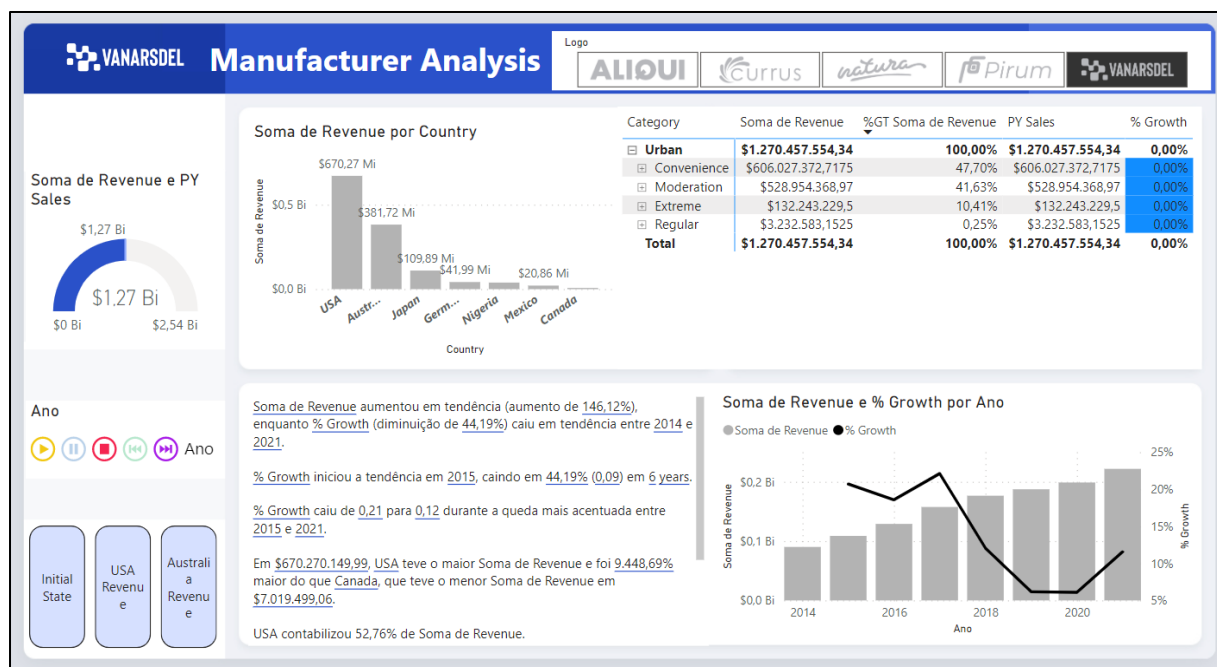 VANARSDEL
Manufacturer Analysis
Logo
ALIQUI
Currus
natura
Pirum
VANARSDEL
Soma de Revenue e PY
Sales
$1,27 Bi
$1,27 Bi
$0 Bi
$2,54 Bi
Ano
Ano
Initial
State
USA
Revenu
e
Australi
a
Revenu
e
Soma de Revenue por Country
Soma de Revenue
$0,5 Bi
$0,0 Bi
$670,27 Mi
$381,72 Mi
$109,89 Mi
$41,99 Mi
$20,86 Mi
USA
Austr...
Japan
Germ...
Nigeria
Mexico
Canada
Country
Category Soma de Revenue %GT Soma de Revenue PY Sales % Growth
Urban $1.270.457.554,34 100,00% $1.270.457.554,34 0,00%
Convenience $606.027.372,7175 47,70% $606.027.372,7175 0,00%
Moderation $528.954.368,97 41,63% $528.954.368,97 0,00%
Extreme $132.243.229,5 10,41% $132.243.229,5 0,00%
Regular $3.232.583,1525 0,25% $3.232.583,1525 0,00%
Total $1.270.457.554,34 100,00% $1.270.457.554,34 0,00%
Soma de Revenue aumentou em tendência (aumento de 146,12%),
enquanto % Growth (diminuição de 44,19%) caiu em tendência entre 2014 e
2021.
% Growth iniciou a tendência em 2015, caindo em 44,19% (0,09) em 6 years.
% Growth caiu de 0,21 para 0,12 durante a queda mais acentuada entre
2015 e 2021.
Em $670.270.149,99, USA teve o maior Soma de Revenue e foi 9.448,69%
maior do que Canada, que teve o menor Soma de Revenue em
$7.019.499,06.
USA contabilizou 52,76% de Soma de Revenue.
Soma de Revenue e % Growth por Ano
Soma de Revenue % Growth
Soma de Revenue
$0,2 Bi
$0,1 Bi
$0,0 Bi
25%
20%
15%
10%
5%
% Growth
2014
2016
2018
2020
Ano